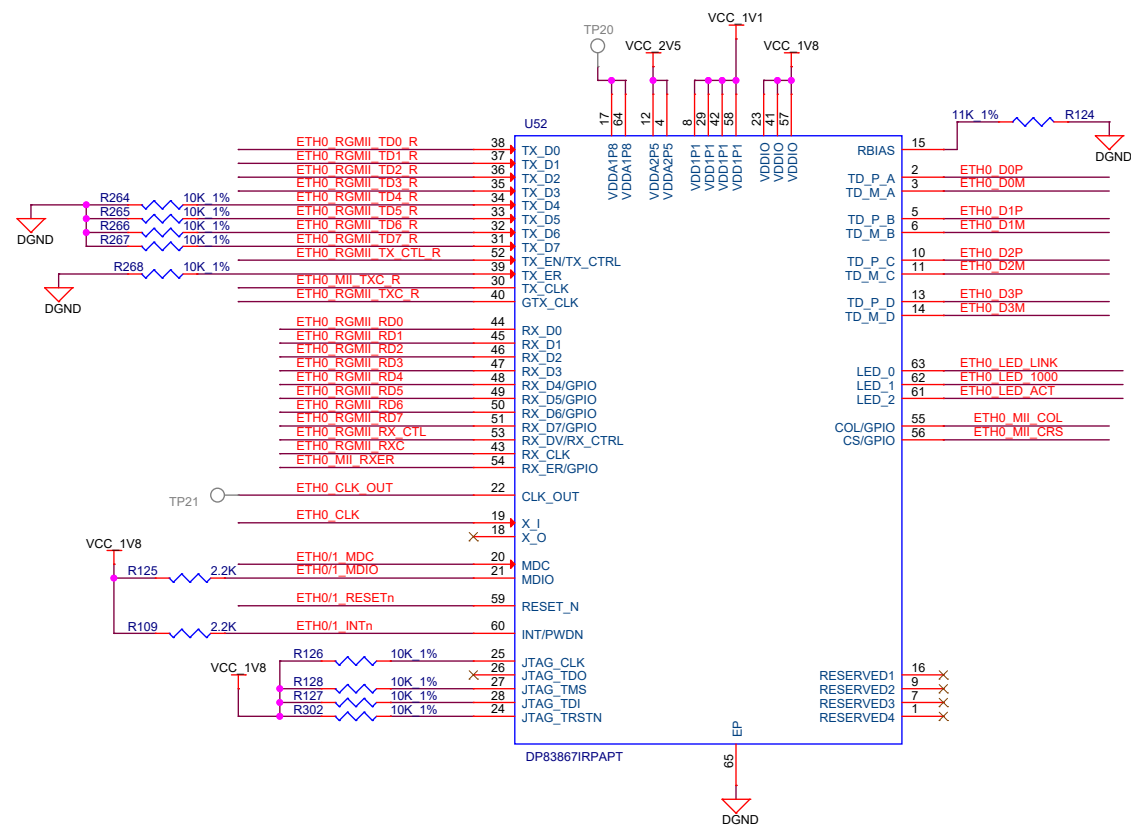 TP20
VCC_2V5
VCC_1V1
VCC_1V8
17
64
12
4
8
29
42
58
23
41
57
VDDA1P8
VDDA1P8
VDDA2P5
VDDA2P5
VDD1P1
VDD1P1
VDD1P1
VDD1P1
VDDIO
VDDIO
VDDIO
U52
ETH0_RGMII_TD0_R 38 TX_D0
ETH0_RGMII_TD1_R 37 TX_D1
ETH0_RGMII_TD2_R 36 TX_D2
ETH0_RGMII_TD3_R 35 TX_D3
R264 10K_1% ETH0_RGMII_TD4_R 34 TX_D4
R265 10K_1% ETH0_RGMII_TD5_R 33 TX_D5
R266 10K_1% ETH0_RGMII_TD6_R 32 TX_D6
R267 10K_1% ETH0_RGMII_TD7_R 31 TX_D7
DGND
ETH0_RGMII_TX_CTL_R 52 TX_EN/TX_CTRL
R268 10K_1% 39 TX_ER
DGND
ETH0_MII_TXC_R 30 TX_CLK
ETH0_RGMII_TXC_R 40 GTX_CLK
ETH0_RGMII_RD0 44 RX_D0
ETH0_RGMII_RD1 45 RX_D1
ETH0_RGMII_RD2 46 RX_D2
ETH0_RGMII_RD3 47 RX_D3
ETH0_RGMII_RD4 48 RX_D4/GPIO
ETH0_RGMII_RD5 49 RX_D5/GPIO
ETH0_RGMII_RD6 50 RX_D6/GPIO
ETH0_RGMII_RD7 51 RX_D7/GPIO
ETH0_RGMII_RX_CTL 53 RX_DV/RX_CTRL
ETH0_RGMII_RXC 43 RX_CLK
ETH0_MII_RXER 54 RX_ER/GPIO
TP21 ETH0_CLK_OUT 22 CLK_OUT
ETH0_CLK 19 X_I
18 X_O
VCC_1V8
ETH0/1_MDC 20 MDC
R125 2.2K ETH0/1_MDIO 21 MDIO
ETH0/1_RESETn 59 RESET_N
R109 2.2K ETH0/1_INTn 60 INT/PWDN
VCC_1V8
R126 10K_1% 25 JTAG_CLK
26 JTAG_TDO
R128 10K_1% 27 JTAG_TMS
R127 10K_1% 28 JTAG_TDI
R302 10K_1% 24 JTAG_TRSTN
RBIAS 15 11K_1% R124
DGND
TD_P_A 2 ETH0_D0P
TD_M_A 3 ETH0_D0M
TD_P_B 5 ETH0_D1P
TD_M_B 6 ETH0_D1M
TD_P_C 10 ETH0_D2P
TD_M_C 11 ETH0_D2M
TD_P_D 13 ETH0_D3P
TD_M_D 14 ETH0_D3M
LED_0 63 ETH0_LED_LINK
LED_1 62 ETH0_LED_1000
LED_2 61 ETH0_LED_ACT
COL/GPIO 55 ETH0_MII_COL
CS/GPIO 56 ETH0_MII_CRS
RESERVED1 16
RESERVED2 9
RESERVED3 7
RESERVED4 1
EP
65
DP83867IRPAPT
DGND